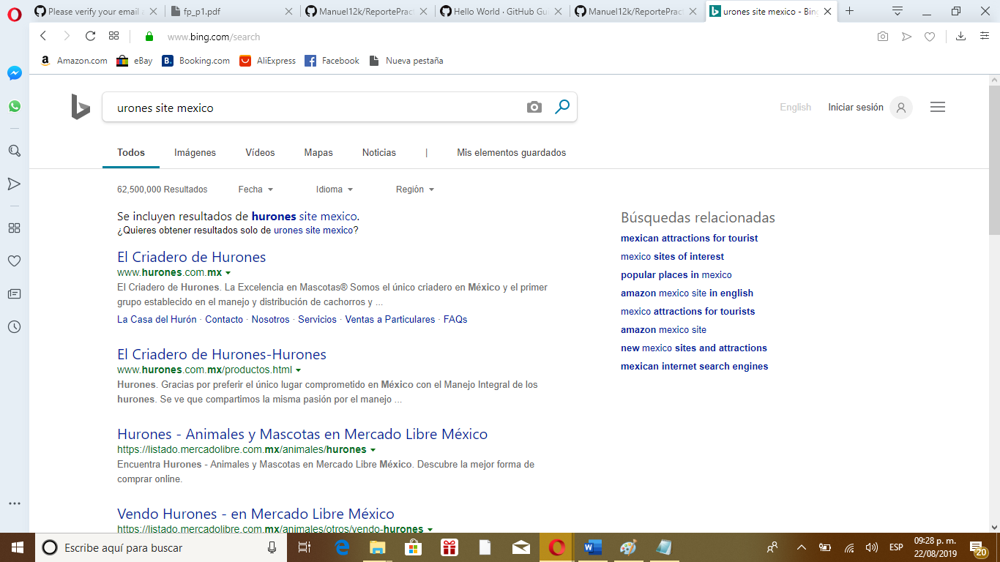 Please verify your email a
fp_p1.pdf
Manuel12k/ReportePract
Hello World · GitHub Gui
Manuel12k/ReportePract
urones site mexico - Bing
www.bing.com/search
Amazon.com
eBay
B. Booking.com
AliExpress
Facebook
Nueva pestaña
urones site mexico
English
Iniciar sesión
Todos
Imágenes
Vídeos
Mapas
Noticias
|
Mis elementos guardados
62,500,000 Resultados
Fecha
Idioma
Región
Se incluyen resultados de hurones site mexico.
¿Quieres obtener resultados solo de urones site mexico?
El Criadero de Hurones
www.hurones.com.mx
El Criadero de Hurones. La Excelencia en Mascotas® Somos el único criadero en México y el primer
grupo establecido en el manejo y distribución de cachorros y ...
La Casa del Hurón · Contacto · Nosotros · Servicios · Ventas a Particulares · FAQs
El Criadero de Hurones-Hurones
www.hurones.com.mx/productos.html
Hurones. Gracias por preferir el único lugar comprometido en México con el Manejo Integral de los
hurones. Se ve que compartimos la misma pasión por el manejo ...
Hurones - Animales y Mascotas en Mercado Libre México
https://listado.mercadolibre.com.mx/animales/hurones
Encuentra Hurones - Animales y Mascotas en Mercado Libre México. Descubre la mejor forma de
comprar online.
Vendo Hurones - en Mercado Libre México
https://listado.mercadolibre.com.mx/animales/otros/vendo-hurones
Búsquedas relacionadas
mexican attractions for tourist
mexico sites of interest
popular places in mexico
amazon mexico site in english
mexico attractions for tourists
amazon mexico site
new mexico sites and attractions
mexican internet search engines
Escribe aquí para buscar
ESP
09:28 p. m.
22/08/2019
20